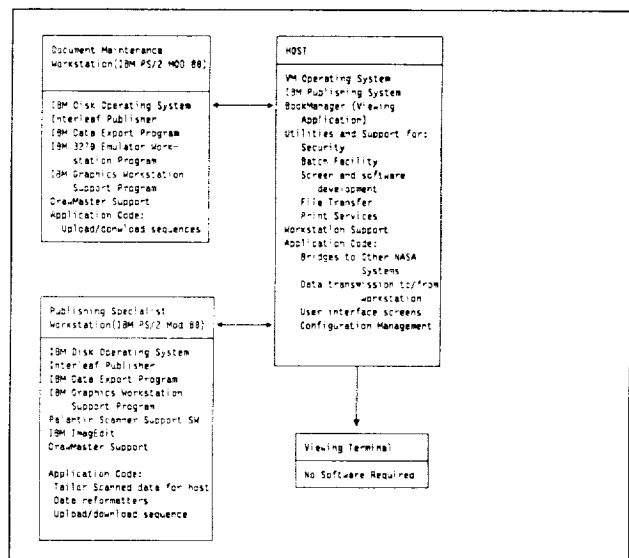 Document Maintenance
Workstation(IBM PS/2 MOD 80)
IBM Disk Operating System
Interleaf Publisher
IBM Data Export Program
IBM 3270 Emulator Work-
station Program
IBM Graphics Workstation
Support Program
DrawMaster Support
Application Code:
Upload/download sequences
HOST
VM Operating System
IBM Publishing System
BookManager (Viewing
Application)
Utilities and Support for:
Security
Batch Facility
Screen and software
development
File Transfer
Print Services
Workstation Support
Application Code:
Bridges to Other NASA
Systems
Data transmission to/from
workstation
User interface screens
Configuration Management
Publishing Specialist
Workstation(IBM PS/2 Mod 80)
IBM Disk Operating System
Interleaf Publisher
IBM Data Export Program
IBM Graphics Workstation
Support Program
Palantir Scanner Support SW
IBM ImagEdit
DrawMaster Support
Application Code:
Tailor Scanned data for host
Data reformatters
Upload/download sequence
Viewing Terminal
No Software Required